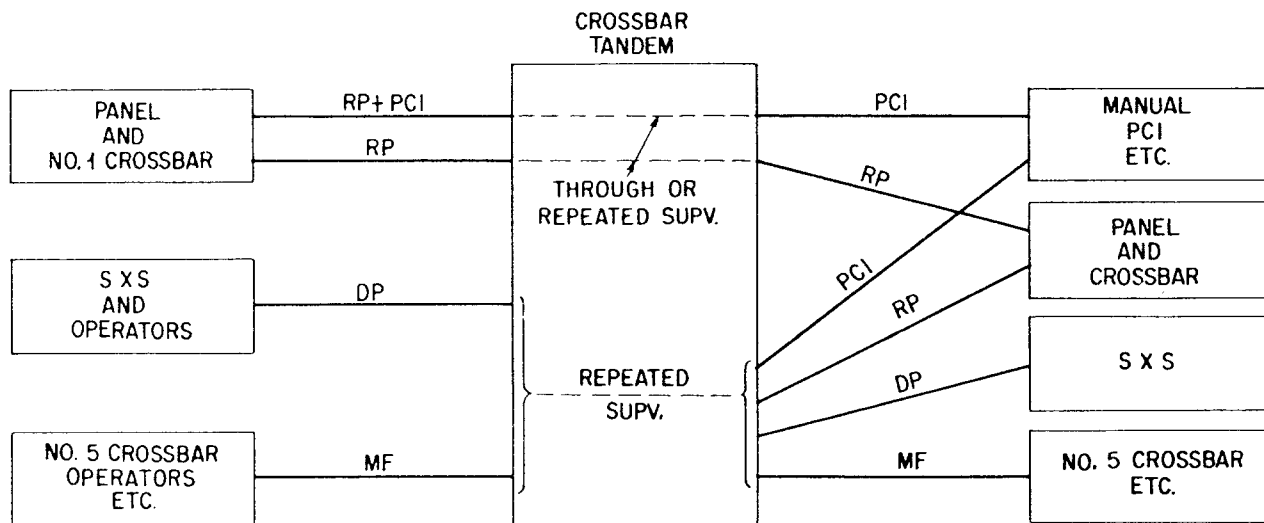 CROSSBAR
TANDEM
PANEL
AND
NO. 1 CROSSBAR
RP + PCI
RP
S X S
AND
OPERATORS
DP
NO. 5 CROSSBAR
OPERATORS
ETC.
MF
THROUGH OR
REPEATED SUPV.
REPEATED
SUPV.
PCI
RP
PCI
RP
DP
MF
MANUAL
PCI
ETC.
PANEL
AND
CROSSBAR
S X S
NO. 5 CROSSBAR
ETC.